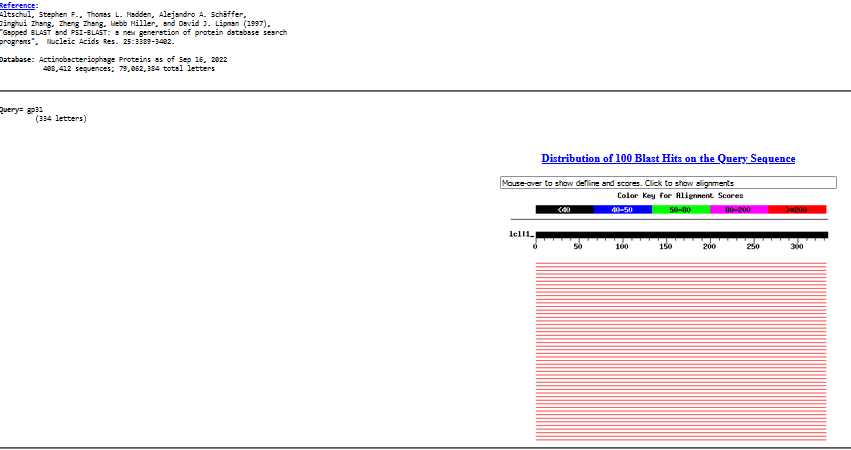 Reference:
Altschul, Stephen F., Thomas L. Madden, Alejandro A. Schäffer,
Jinghui Zhang, Zheng Zhang, Webb Miller, and David J. Lipman (1997),
"Gapped BLAST and PSI-BLAST: a new generation of protein database search
programs", Nucleic Acids Res. 25:3389-3402.
Database: Actinobacteriophage Proteins as of Sep 16, 2022
408,412 sequences; 79,062,384 total letters
Query= gp31
(334 letters)
Distribution of 100 Blast Hits on the Query Sequence
Mouse-over to show defline and scores. Click to show alignments
Color Key for Alignment Scores
<40 40-50 50-80 80-200 >=200
lcl|1_
0 50 100 150 200 250 300